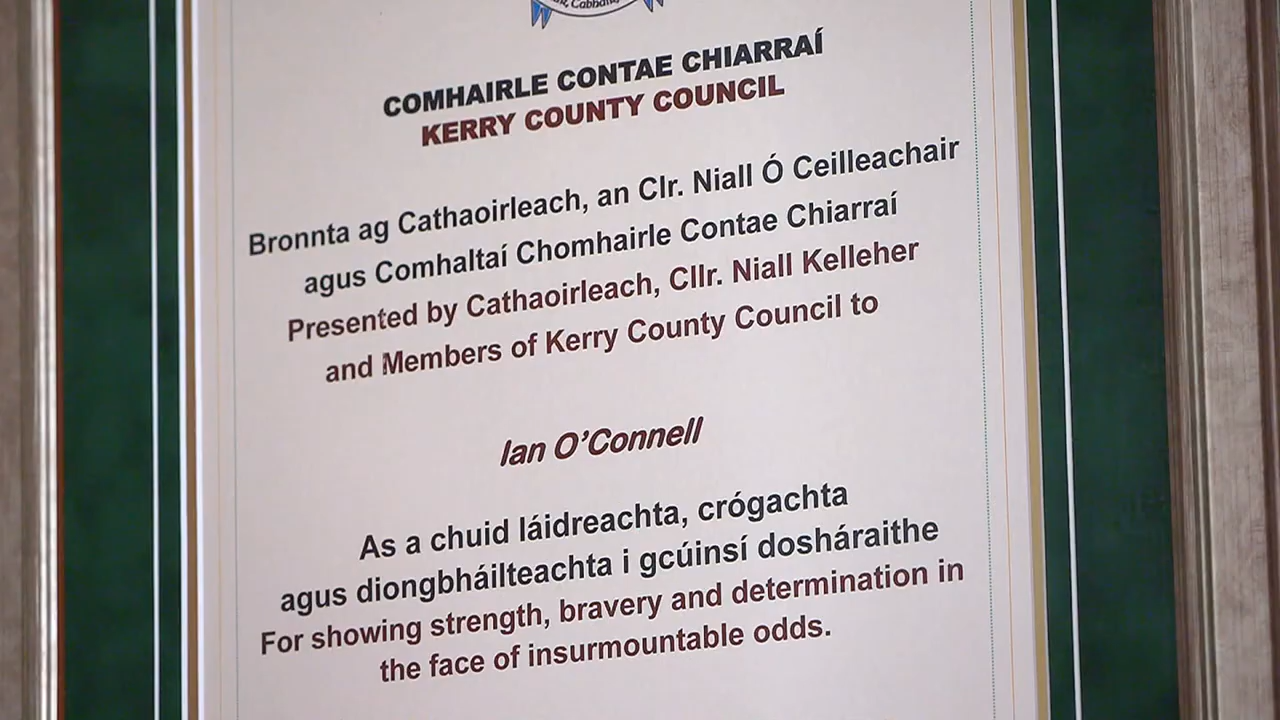 Cabhair
COMHAIRLE CONTAE CHIARRAÍ
KERRY COUNTY COUNCIL
Bronnta ag Cathaoirleach, an Clr. Niall Ó Ceilleachair
agus Comhaltaí Chomhairle Contae Chiarraí
Presented by Cathaoirleach, Cllr. Niall Kelleher
and Members of Kerry County Council to
Ian O'Connell
As a chuid láidreachta, crógachta
agus diongbháilteachta i gcúinsí dosháraithe
For showing strength, bravery and determination in
the face of insurmountable odds.